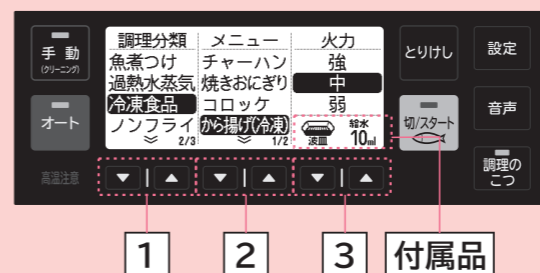 手 動
(クリーニング)
オート
高温注意
調理分類
魚煮つけ
過熱水蒸気
冷凍食品
ノンフライ
2/3
メニュー
チャーハン
焼きおにぎり
コロッケ
から揚げ(冷凍)
1/2
火力
強
中
弱
波皿
給水
10ml
とりけし
切/スタート
設定
音声
調理の
こつ
▼ | ▲
▼ | ▲
▼ | ▲
1
2
3
付属品